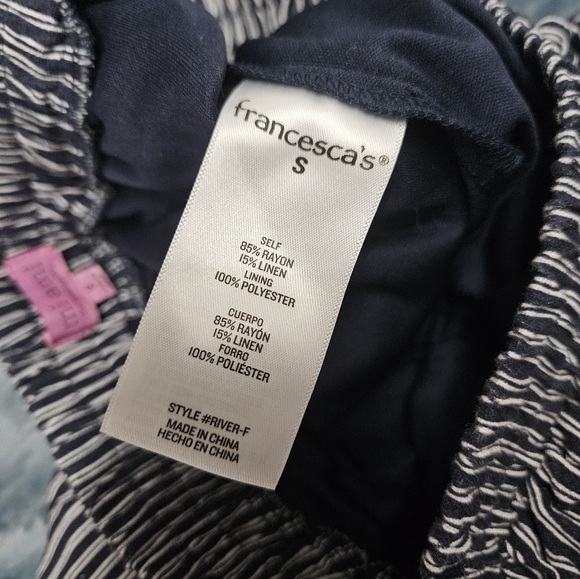 francesca's®
S
SELF
85% RAYON
15% LINEN
LINING
100% POLYESTER
CUERPO
85% RAYÓN
15% LINEN
FORRO
100% POLIÉSTER
STYLE #RIVER-F
MADE IN CHINA
HECHO EN CHINA